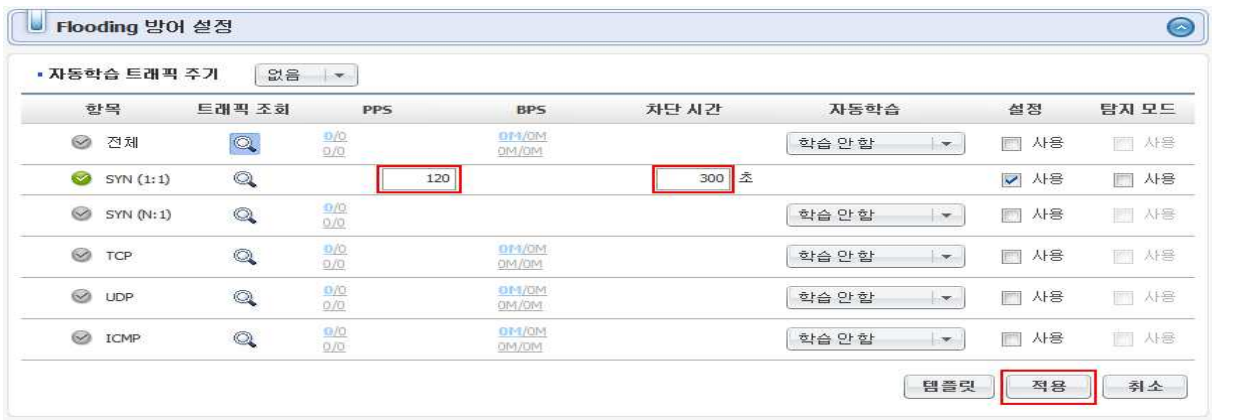 Flooding 방어 설정
자동학습 트래픽 주기 없음
항목 트래픽 조회 PPS BPS 차단 시간 자동학습 설정 탐지 모드
전체 0/0 0M/0M 학습 안 함 사용 사용
0/0 0M/0M
SYN (1:1) 120 300 초 사용 사용
SYN (N:1) 0/0 학습 안 함 사용 사용
0/0
TCP 0/0 0M/0M 학습 안 함 사용 사용
0/0 0M/0M
UDP 0/0 0M/0M 학습 안 함 사용 사용
0/0 0M/0M
ICMP 0/0 0M/0M 학습 안 함 사용 사용
0/0 0M/0M
템플릿 적용 취소